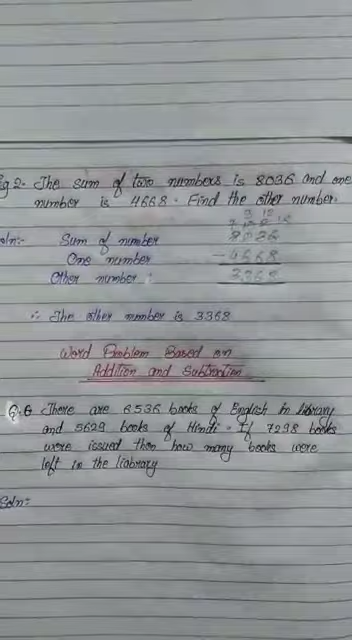 Eg 2- The sum of two numbers is 8036 and one
number is 4668. Find the other number.
Soln:- Sum of number 8036
One number - 4668
Other number : 3368
∴ The other number is 3368
Word Problem Based on
Addition and Subtraction
Q.6 There are 6536 books of English in library
and 5629 books of Hindi. If 7298 books
were issued then how many books were
left in the liabrary
Soln:-